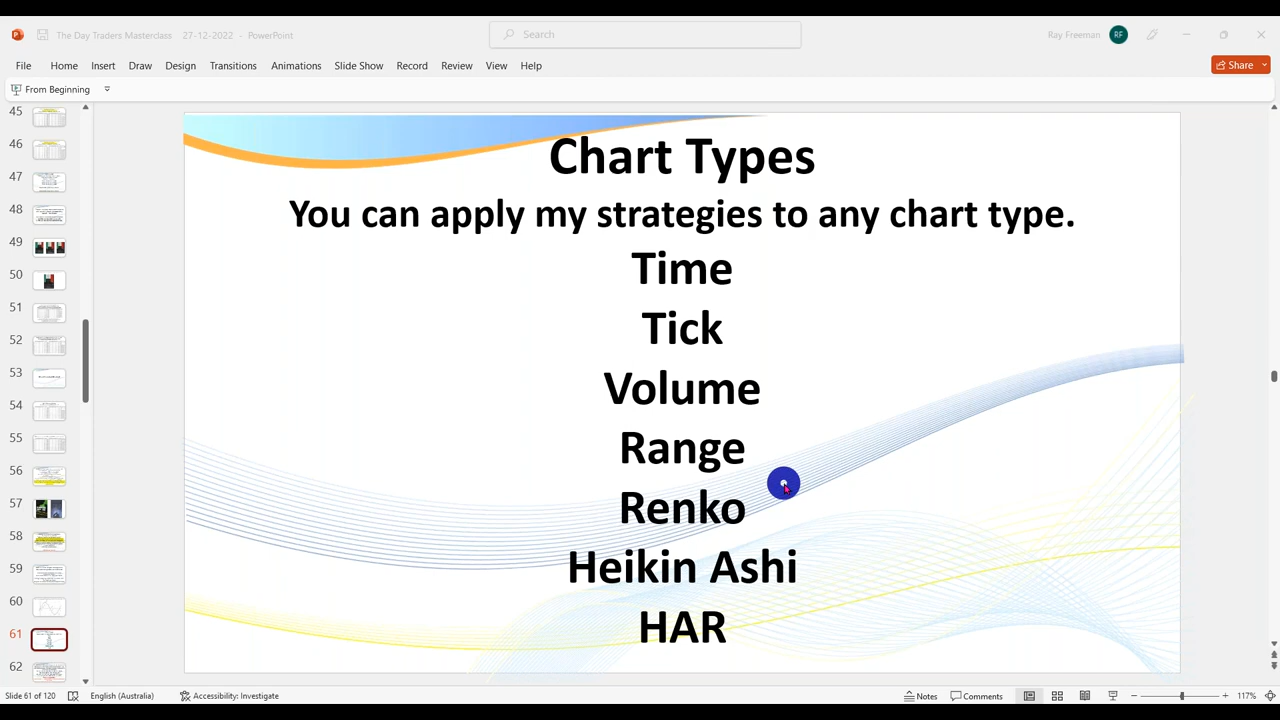 The Day Traders Masterclass 27-12-2022 - PowerPoint
Search
Ray Freeman RF
File Home Insert Draw Design Transitions Animations Slide Show Record Review View Help
Share
From Beginning
45
46
47
48
49
50
51
52
53
54
55
56
57
58
59
60
61
62
Chart Types
You can apply my strategies to any chart type.
Time
Tick
Volume
Range
Renko
Heikin Ashi
HAR
Slide 61 of 120 English (Australia) Accessibility: Investigate Notes Comments 117%